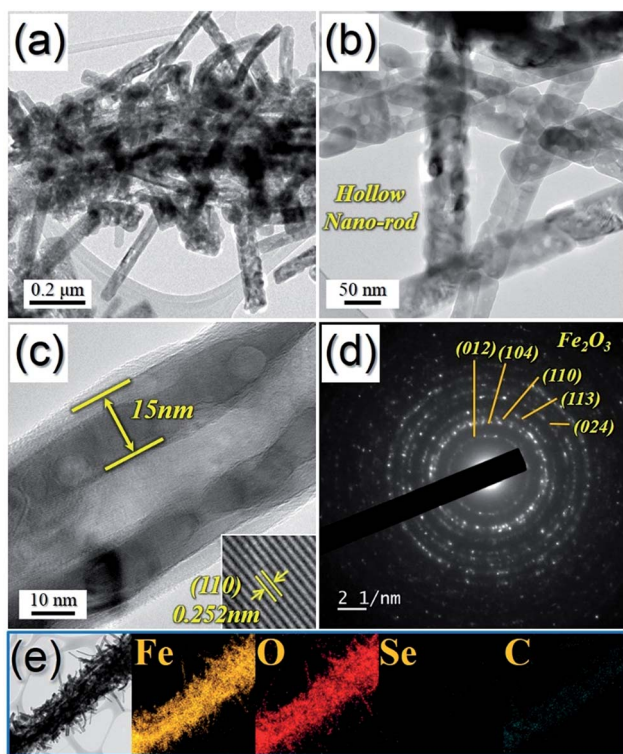 (a)
0.2 μm
(b)
Hollow
Nano-rod
50 nm
(c)
15nm
10 nm
(110)
0.252nm
(d)
Fe₂O₃
(012) (104)
(110)
(113)
(024)
2 1/nm
(e) Fe O Se C